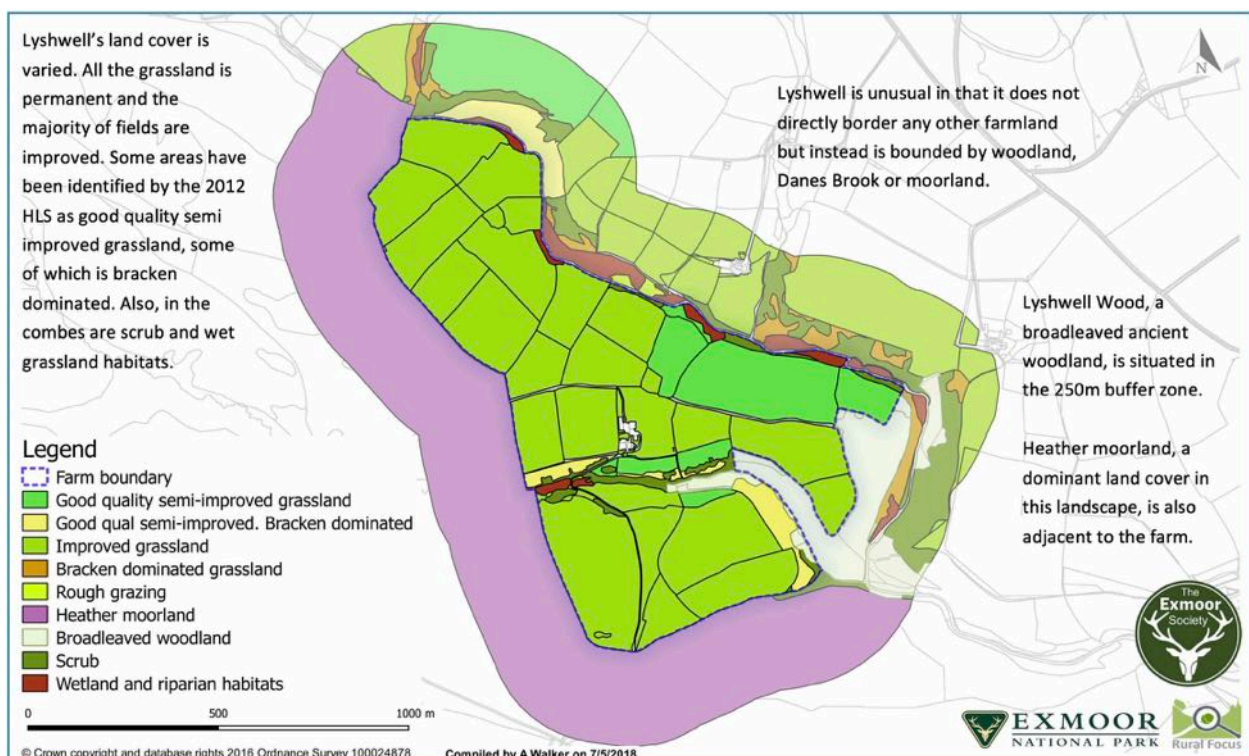 Lyshwell's land cover is
varied. All the grassland is
permanent and the
majority of fields are
improved. Some areas have
been identified by the 2012
HLS as good quality semi
improved grassland, some
of which is bracken
dominated. Also, in the
combes are scrub and wet
grassland habitats.
N
Lyshwell is unusual in that it does not
directly border any other farmland
but instead is bounded by woodland,
Danes Brook or moorland.
Lyshwell Wood, a
broadleaved ancient
woodland, is situated in
the 250m buffer zone.
Heather moorland, a
dominant land cover in
this landscape, is also
adjacent to the farm.
Legend
Farm boundary
Good quality semi-improved grassland
Good qual semi-improved. Bracken dominated
Improved grassland
Bracken dominated grassland
Rough grazing
Heather moorland
Broadleaved woodland
Scrub
Wetland and riparian habitats
0 500 1000 m
© Crown copyright and database rights 2016 Ordnance Survey 100024878
Compiled by A Walker on 7/5/2018
The
Exmoor
Society
EXMOOR
NATIONAL PARK
Rural Focus